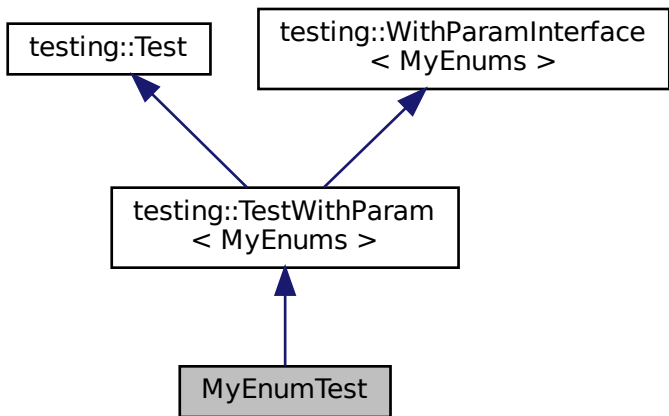 testing::Test
testing::WithParamInterface
< MyEnums >
testing::TestWithParam
< MyEnums >
MyEnumTest